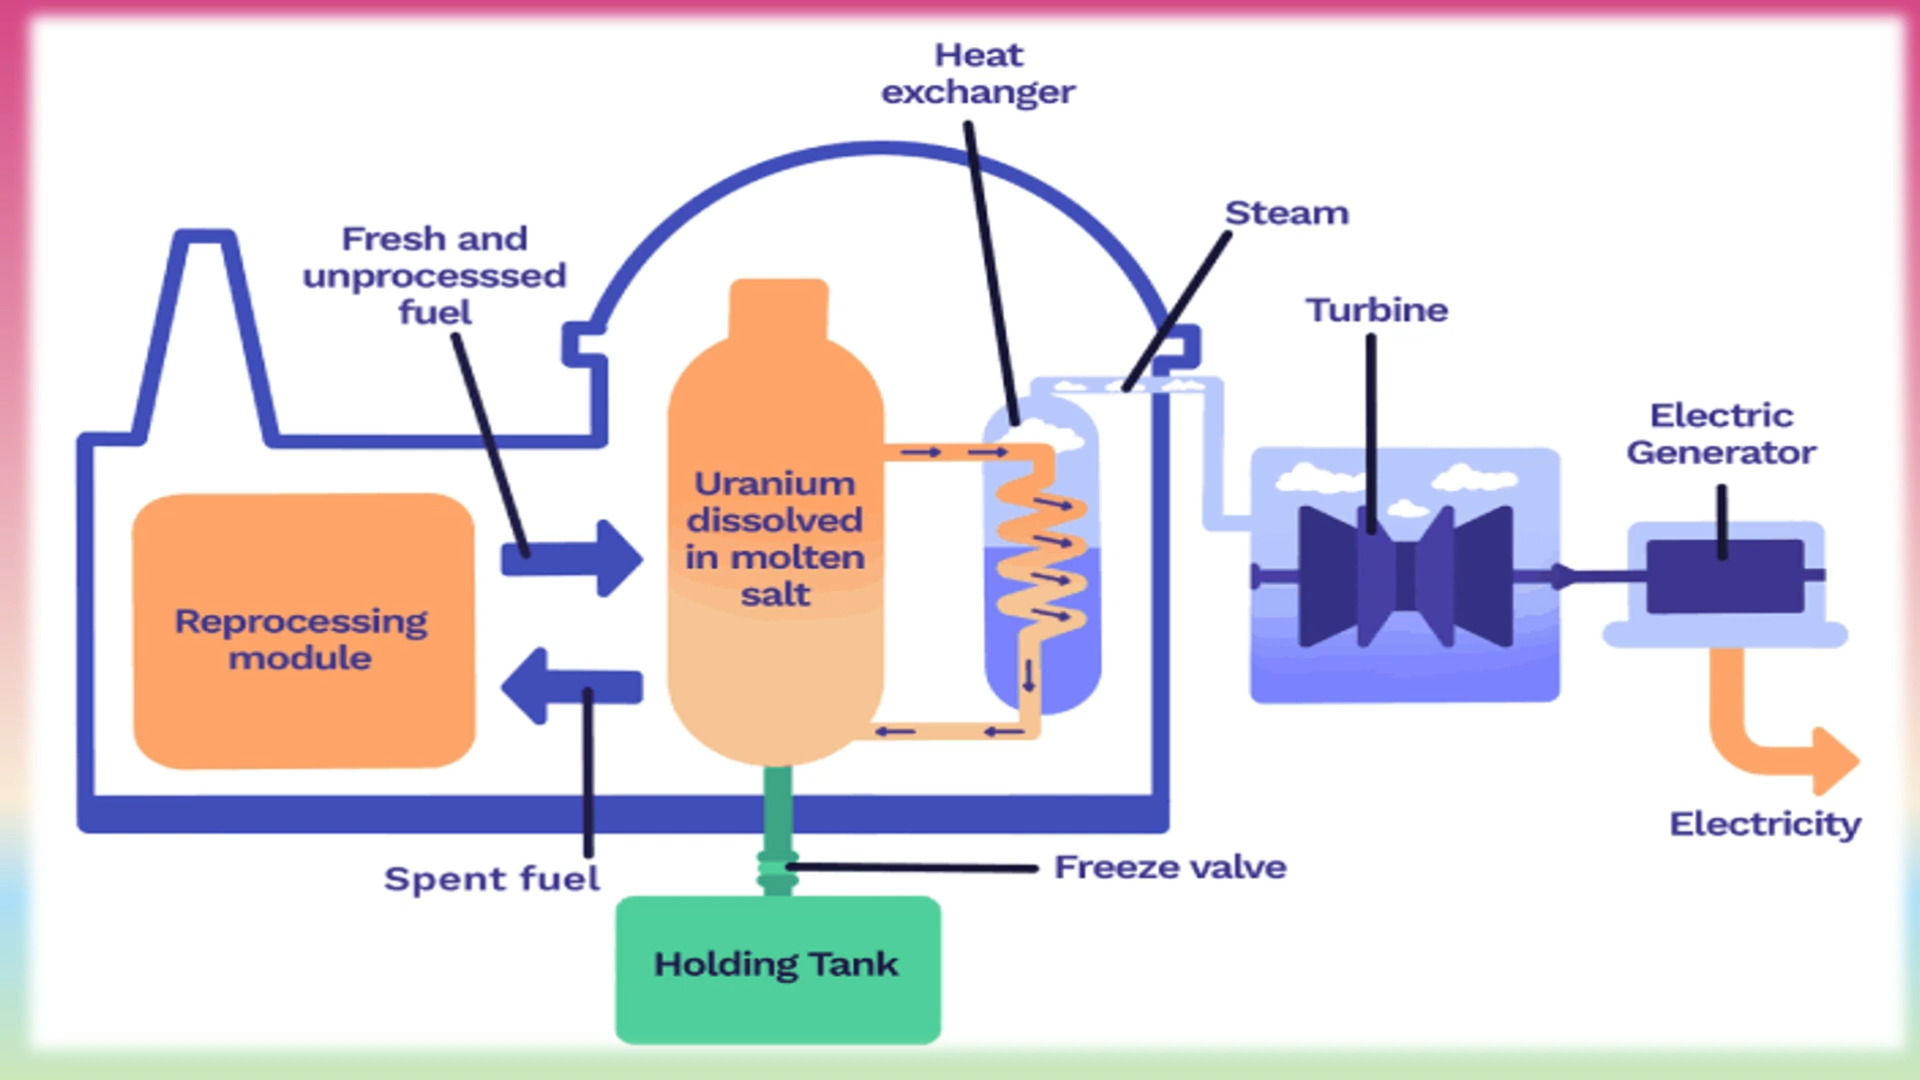 Heat
exchanger
Steam
Fresh and
unprocesssed
fuel
Turbine
Electric
Generator
Uranium
dissolved
in molten
salt
Reprocessing
module
Electricity
Spent fuel
Freeze valve
Holding Tank